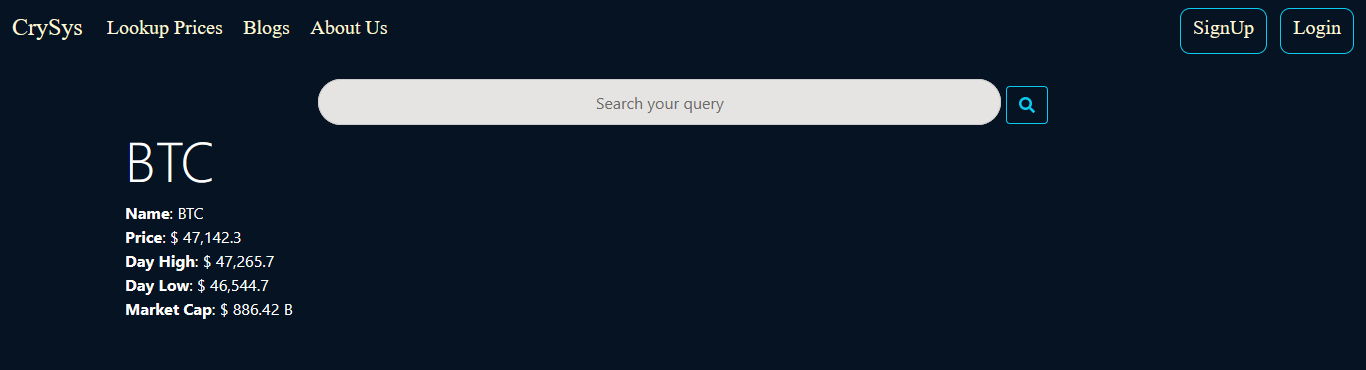 CrySys Lookup Prices Blogs About Us SignUp Login
Search your query
BTC
Name: BTC
Price: $ 47,142.3
Day High: $ 47,265.7
Day Low: $ 46,544.7
Market Cap: $ 886.42 B